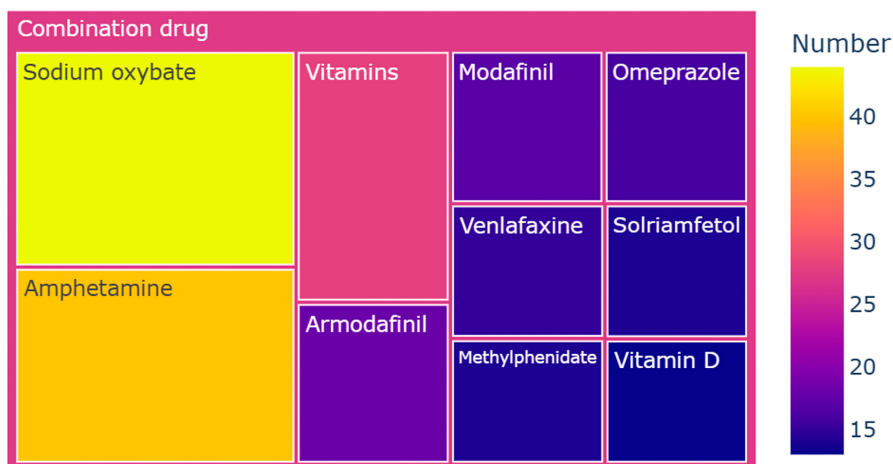 Combination drug
Sodium oxybate
Vitamins
Modafinil
Omeprazole
Amphetamine
Armodafinil
Venlafaxine
Solriamfetol
Methylphenidate
Vitamin D
Number
40
35
30
25
20
15